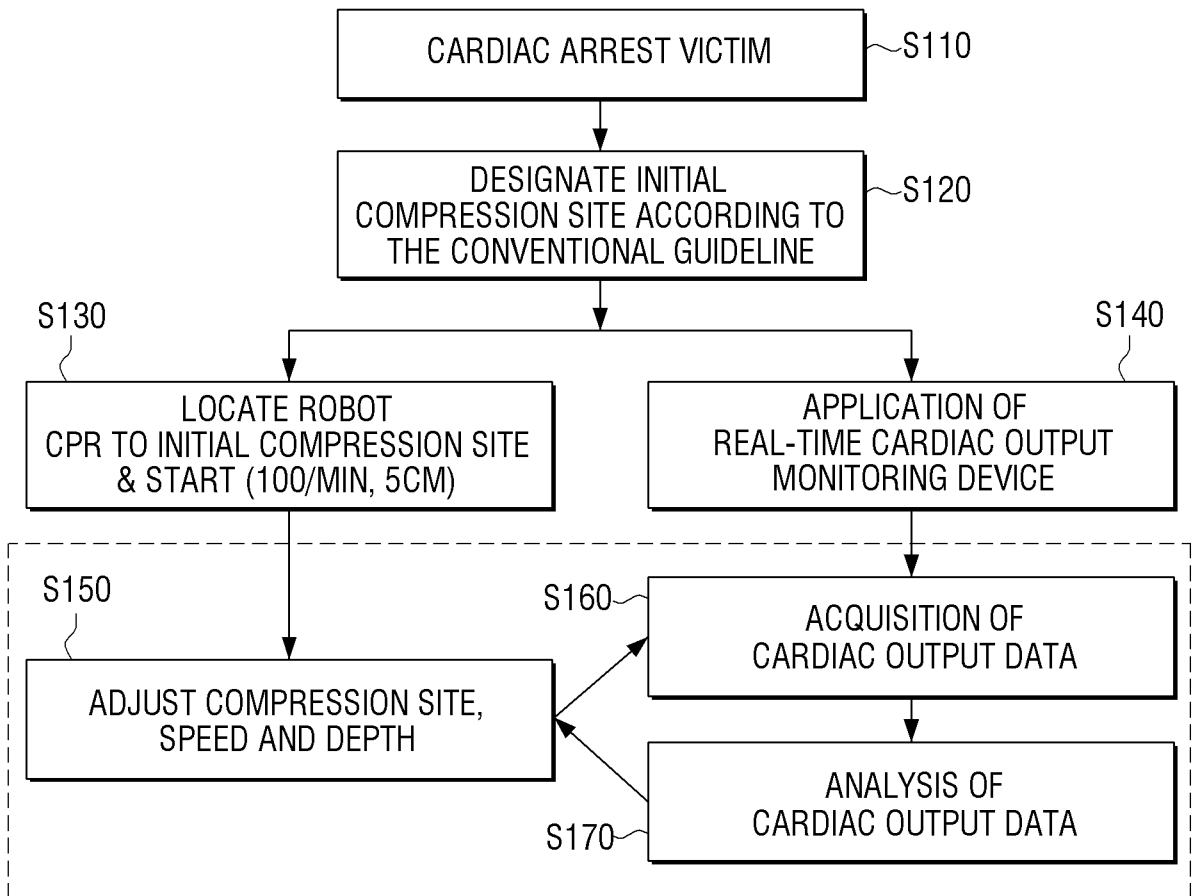 CARDIAC ARREST VICTIM
S110
DESIGNATE INITIAL
COMPRESSION SITE ACCORDING TO
THE CONVENTIONAL GUIDELINE
S120
S130
LOCATE ROBOT
CPR TO INITIAL COMPRESSION SITE
& START (100/MIN, 5CM)
S140
APPLICATION OF
REAL-TIME CARDIAC OUTPUT
MONITORING DEVICE
S150
ADJUST COMPRESSION SITE,
SPEED AND DEPTH
S160
ACQUISITION OF
CARDIAC OUTPUT DATA
S170
ANALYSIS OF
CARDIAC OUTPUT DATA